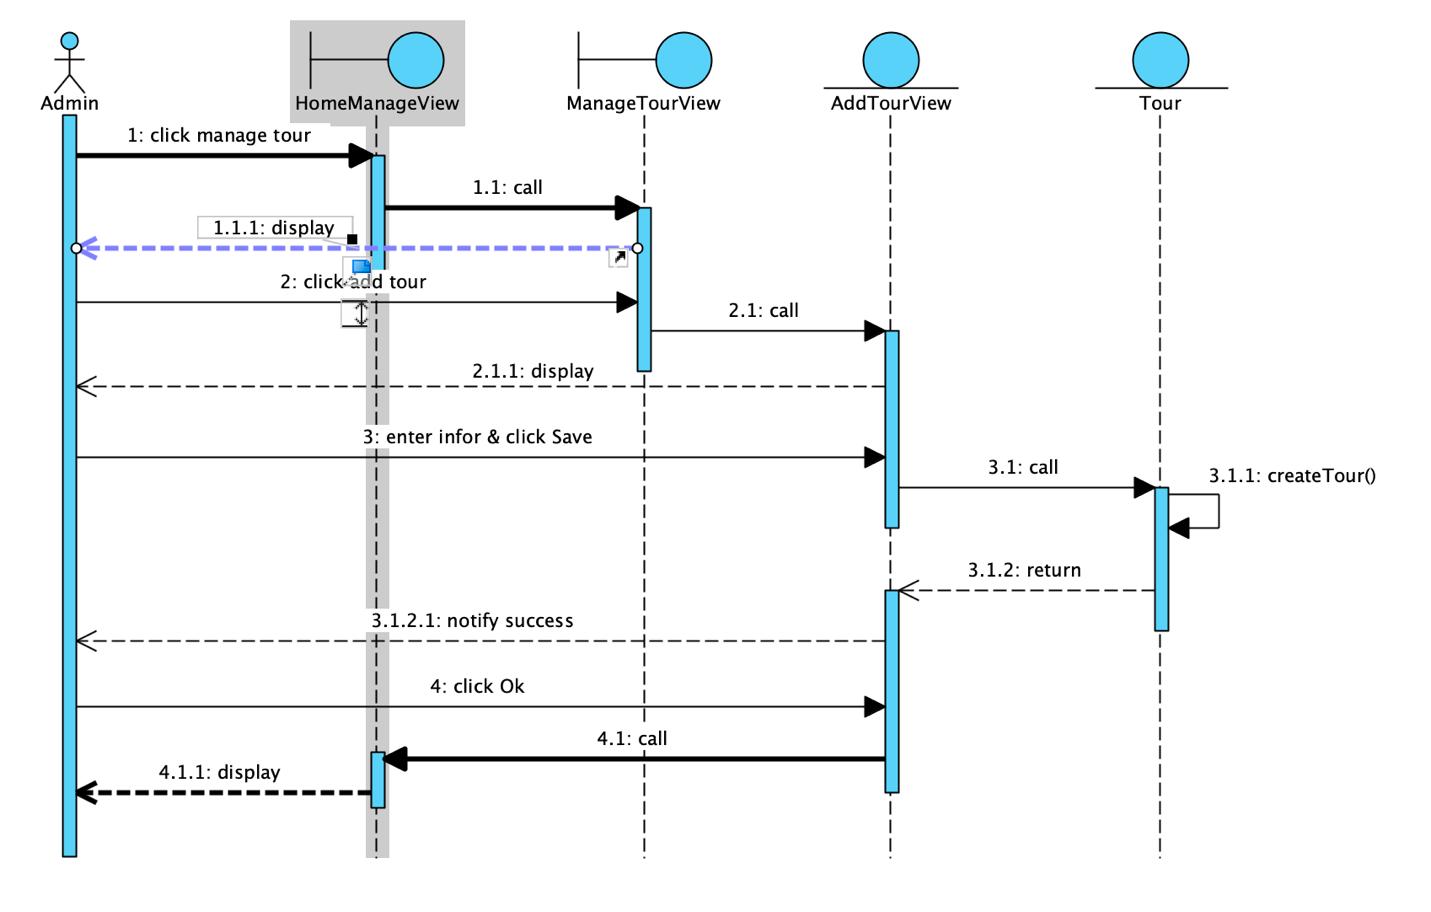 Admin
HomeManageView
ManageTourView
AddTourView
Tour
1: click manage tour
1.1: call
1.1.1: display
2: click add tour
2.1: call
2.1.1: display
3: enter infor & click Save
3.1: call
3.1.1: createTour()
3.1.2: return
3.1.2.1: notify success
4: click Ok
4.1: call
4.1.1: display